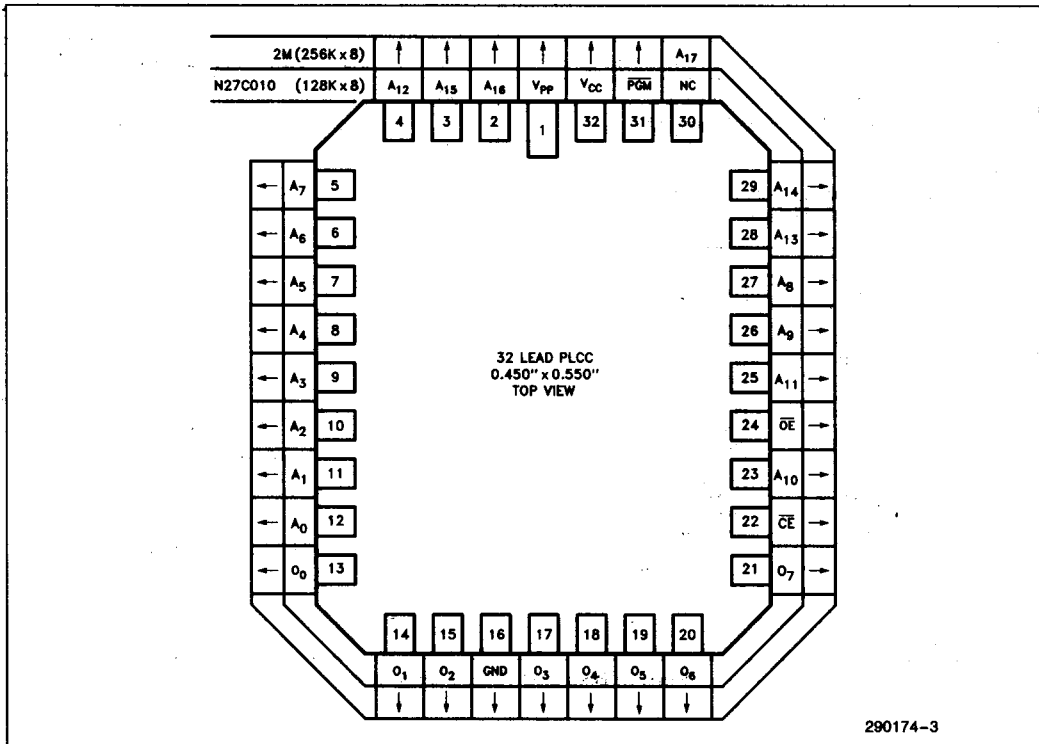 2M (256K x 8) ↑ ↑ ↑ ↑ ↑ ↑ A17
N27C010 (128K x 8) A12 A15 A16 VPP VCC P̅G̅M̅ NC
4 3 2 1 32 31 30
← A7 5 29 A14 →
← A6 6 28 A13 →
← A5 7 27 A8 →
← A4 8 26 A9 →
← A3 9 25 A11 →
← A2 10 24 O̅E̅ →
← A1 11 23 A10 →
← A0 12 22 C̅E̅ →
← O0 13 21 O7 →
32 LEAD PLCC
0.450" x 0.550"
TOP VIEW
14 15 16 17 18 19 20
O1 O2 GND O3 O4 O5 O6
↓ ↓ ↓ ↓ ↓ ↓ ↓
290174-3